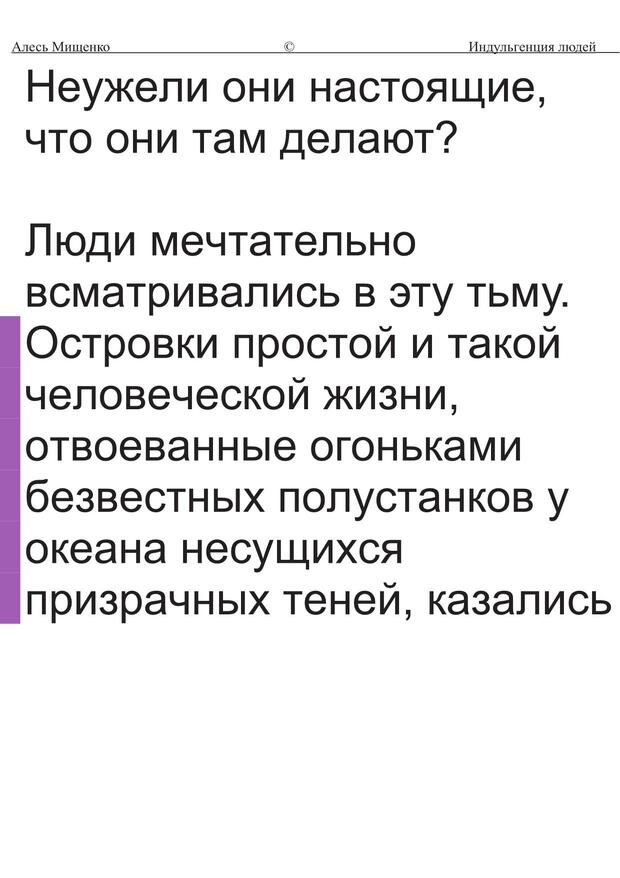 Алесь Мищенко © Индульгенция людей
Неужели они настоящие,
что они там делают?
Люди мечтательно
всматривались в эту тьму.
Островки простой и такой
человеческой жизни,
отвоеванные огоньками
безвестных полустанков у
океана несущихся
призрачных теней, казались